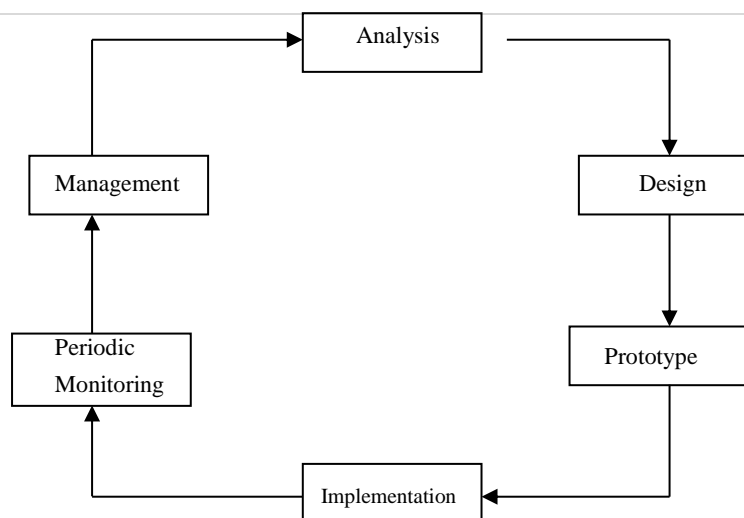 Analysis
Management
Design
Periodic
Monitoring
Prototype
Implementation